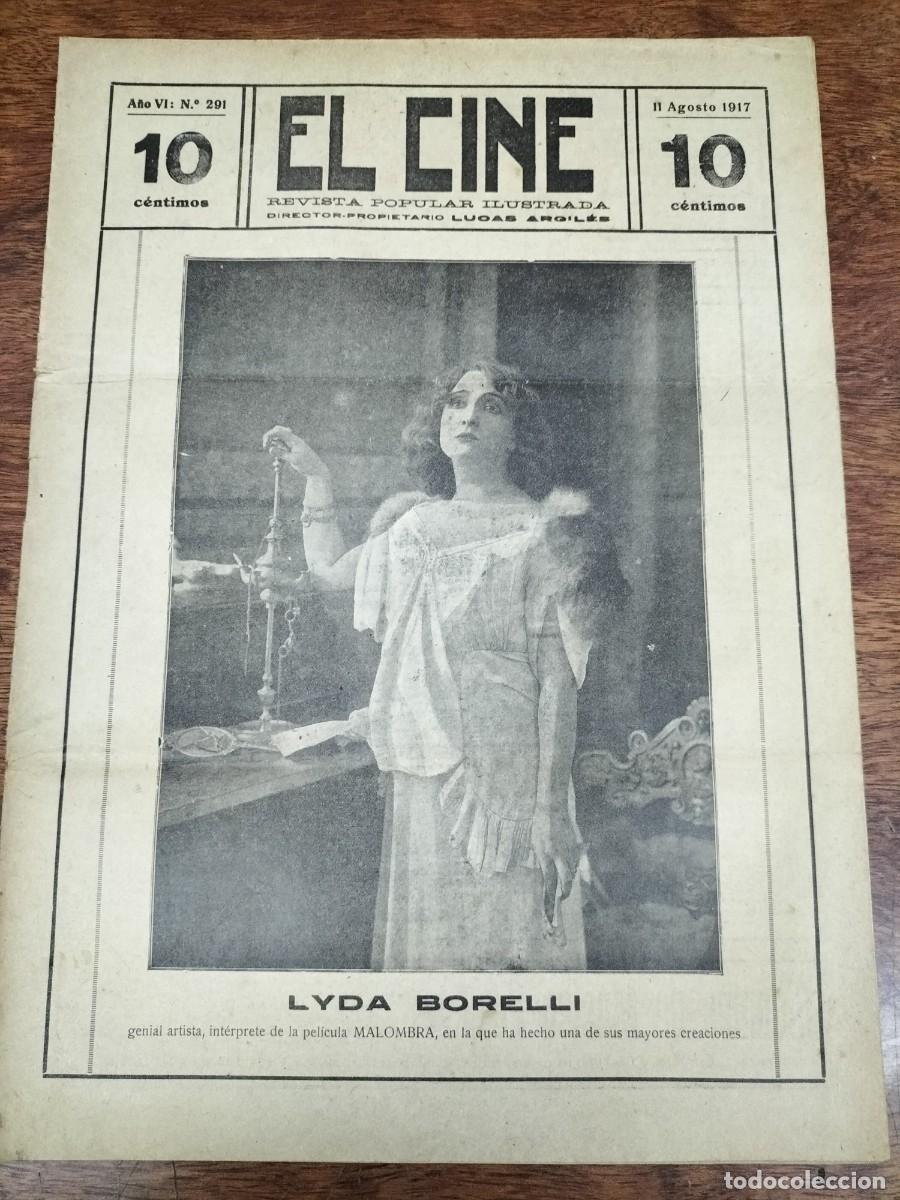 Año VI: N.º 291
10
céntimos
EL CINE
REVISTA POPULAR ILUSTRADA
DIRECTOR-PROPIETARIO LUCAS ARGILÉS
11 Agosto 1917
10
céntimos
LYDA BORELLI
genial artista, intérprete de la película MALOMBRA, en la que ha hecho una de sus mayores creaciones
todocoleccion